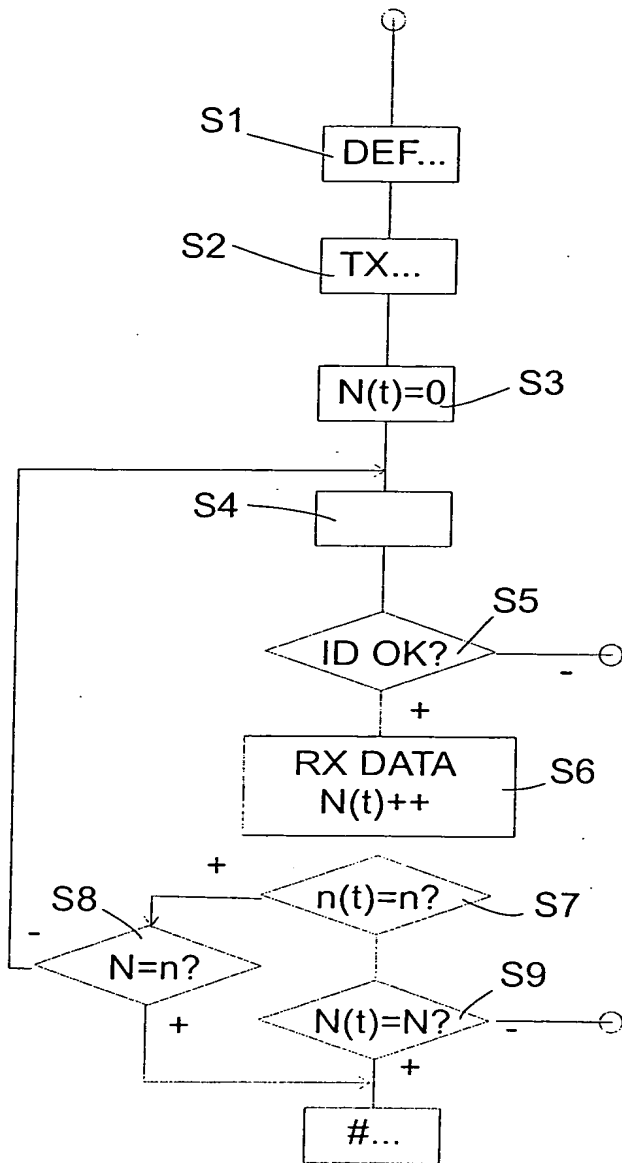 S1
DEF...
S2
TX...
N(t)=0
S3
S4
S5
ID OK?
-
+
RX DATA
N(t)++
S6
+
n(t)=n?
S7
S8
-
N=n?
S9
N(t)=N?
-
+
+
#...